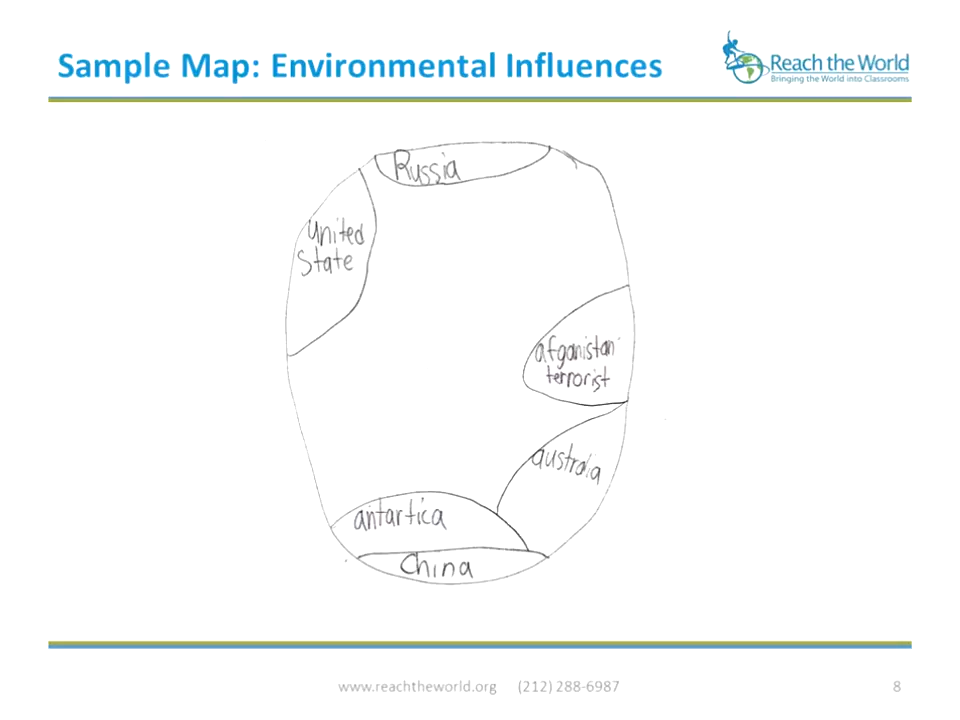 Sample Map: Environmental Influences
Reach the World
Bringing the World into Classrooms
Russia
United
State
afganistan
terrorist
australia
antartica
China
www.reachtheworld.org (212) 288-6987
8